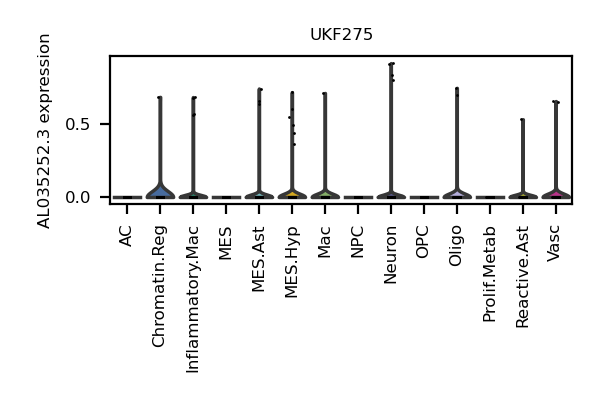 UKF275
AL035252.3 expression
0.5
0.0
AC
Chromatin.Reg
Inflammatory.Mac
MES
MES.Ast
MES.Hyp
Mac
NPC
Neuron
OPC
Oligo
Prolif.Metab
Reactive.Ast
Vasc